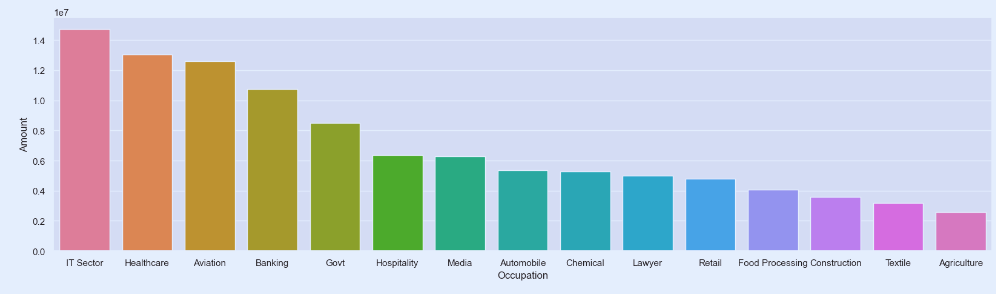 1e7
1.4
1.2
1.0
0.8
0.6
0.4
0.2
0.0
Amount
IT Sector Healthcare Aviation Banking Govt Hospitality Media Automobile Chemical Lawyer Retail Food Processing Construction Textile Agriculture
Occupation